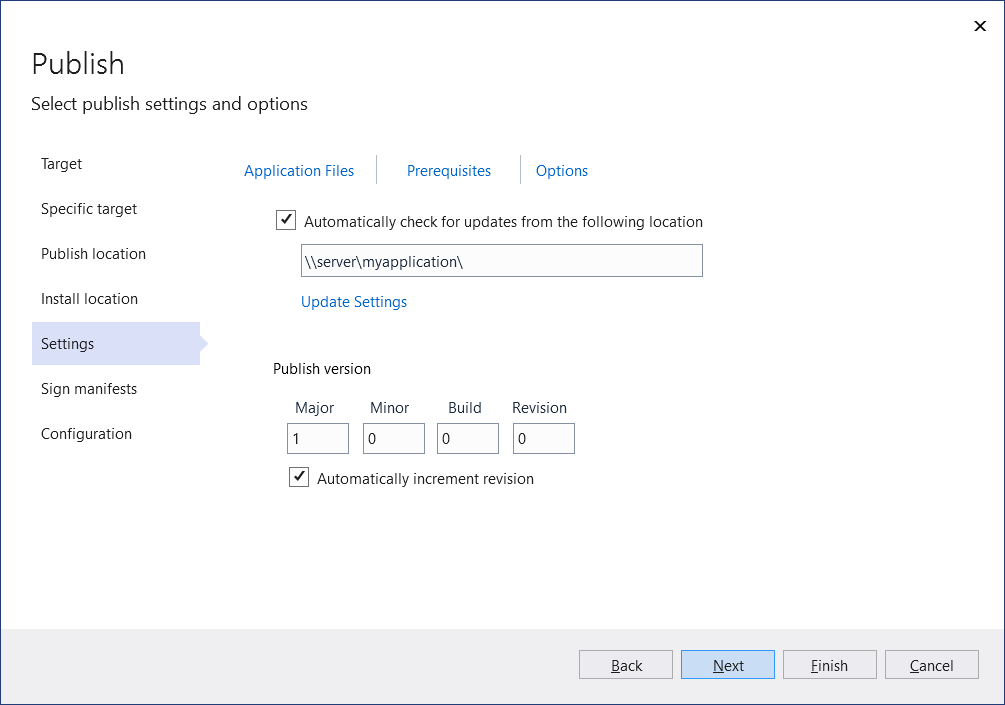 Publish
Select publish settings and options
Target
Specific target
Publish location
Install location
Settings
Sign manifests
Configuration
Application Files Prerequisites Options
Automatically check for updates from the following location
\\server\myapplication\
Update Settings
Publish version
Major Minor Build Revision
1 0 0 0
Automatically increment revision
Back Next Finish Cancel